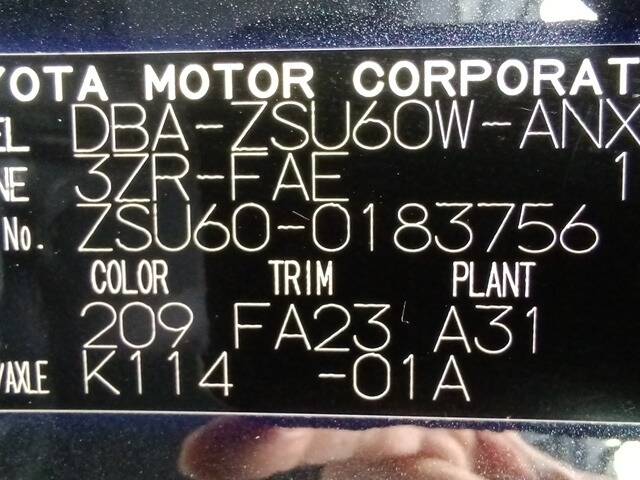 YOTA MOTOR CORPORAT
EL DBA-ZSU60W-ANX
NE 3ZR-FAE 1
No. ZSU60-0183756
COLOR TRIM PLANT
209 FA23 A31
/AXLE K114 -01A